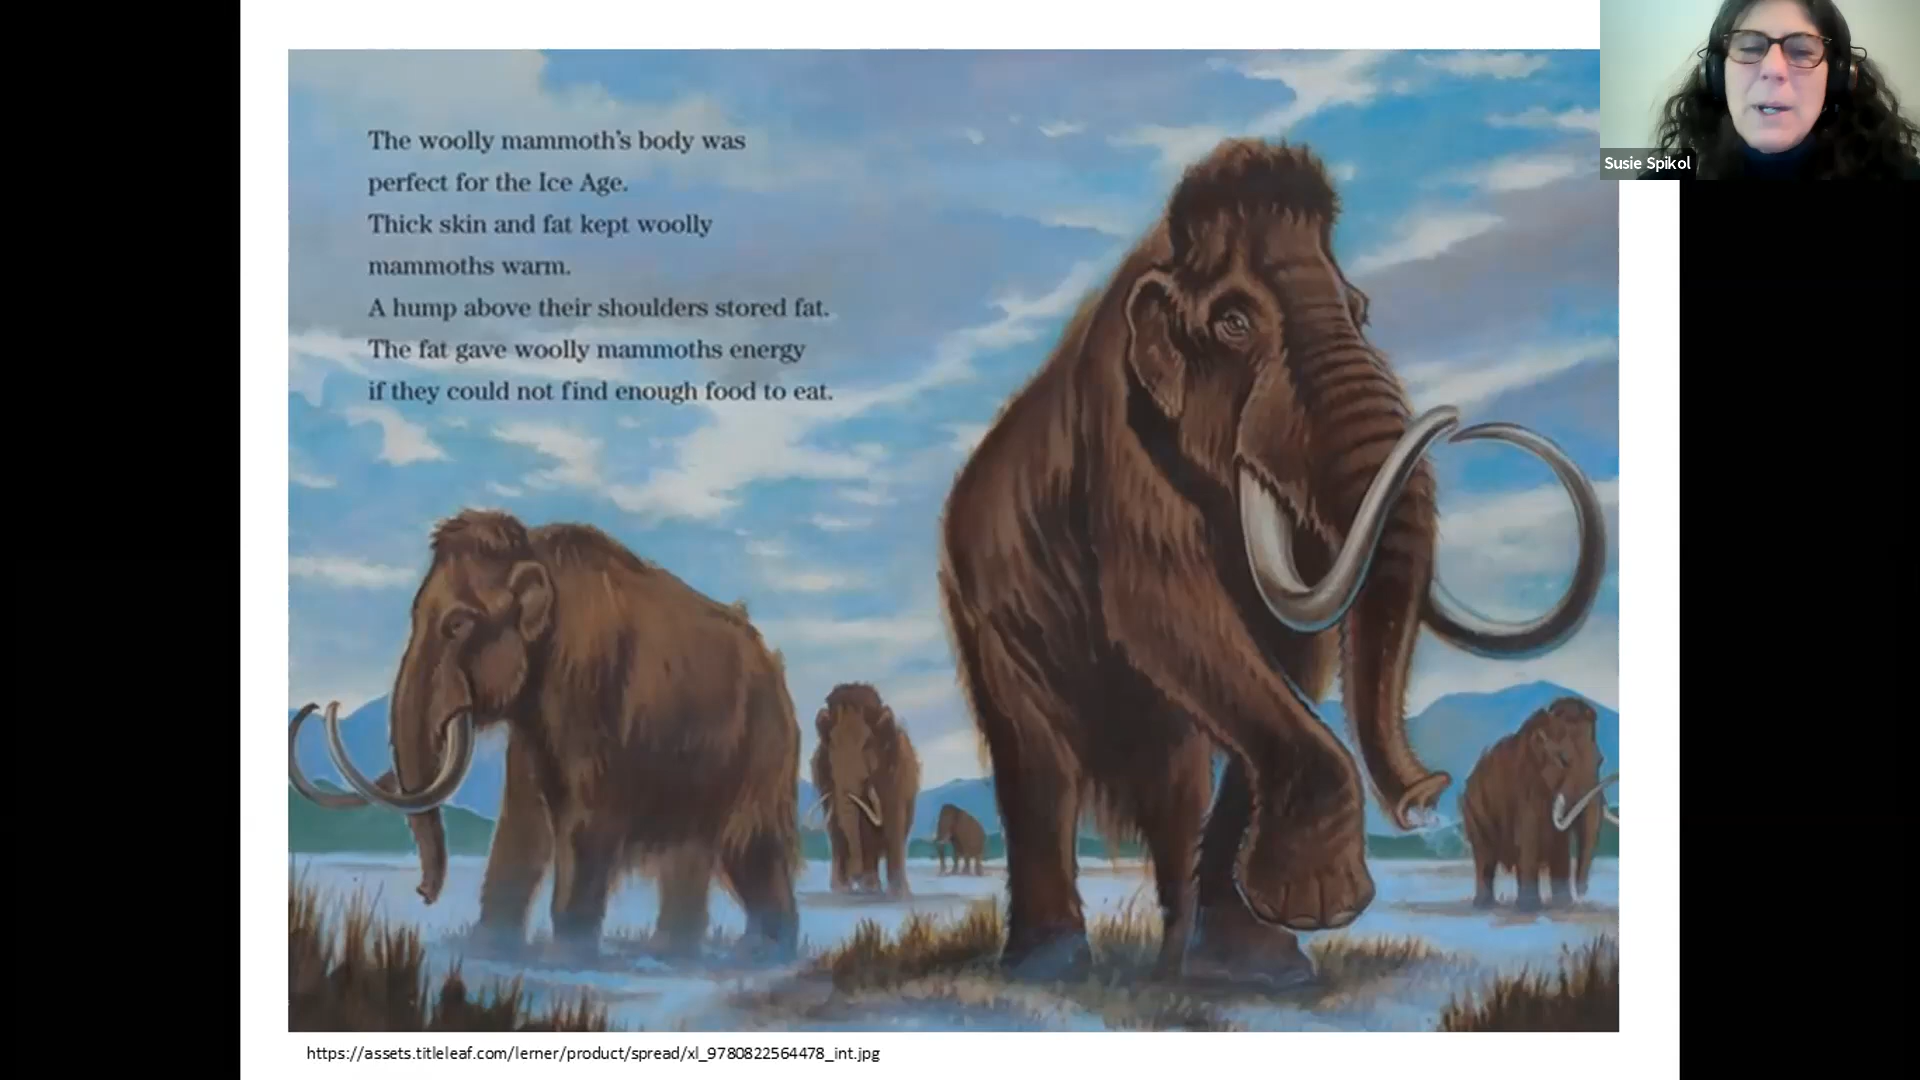 The woolly mammoth's body was
perfect for the Ice Age.
Thick skin and fat kept woolly
mammoths warm.
A hump above their shoulders stored fat.
The fat gave woolly mammoths energy
if they could not find enough food to eat.
Susie Spikol
https://assets.titleleaf.com/lerner/product/spread/xl_9780822564478_int.jpg